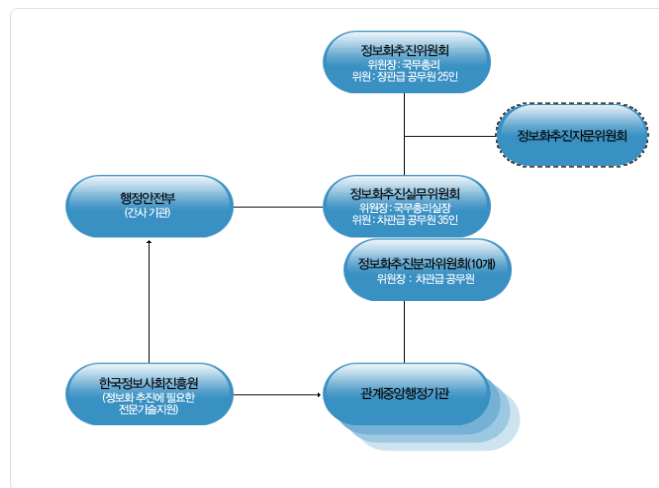 정보화추진위원회
위원장 : 국무총리
위원 : 장관급 공무원 25인
정보화추진자문위원회
행정안전부
(간사 기관)
정보화추진실무위원회
위원장 : 국무총리실장
위원 : 차관급 공무원 35인
정보화추진분과위원회(10개)
위원장 : 차관급 공무원
한국정보사회진흥원
(정보화 추진에 필요한
전문기술지원)
관계중앙행정기관